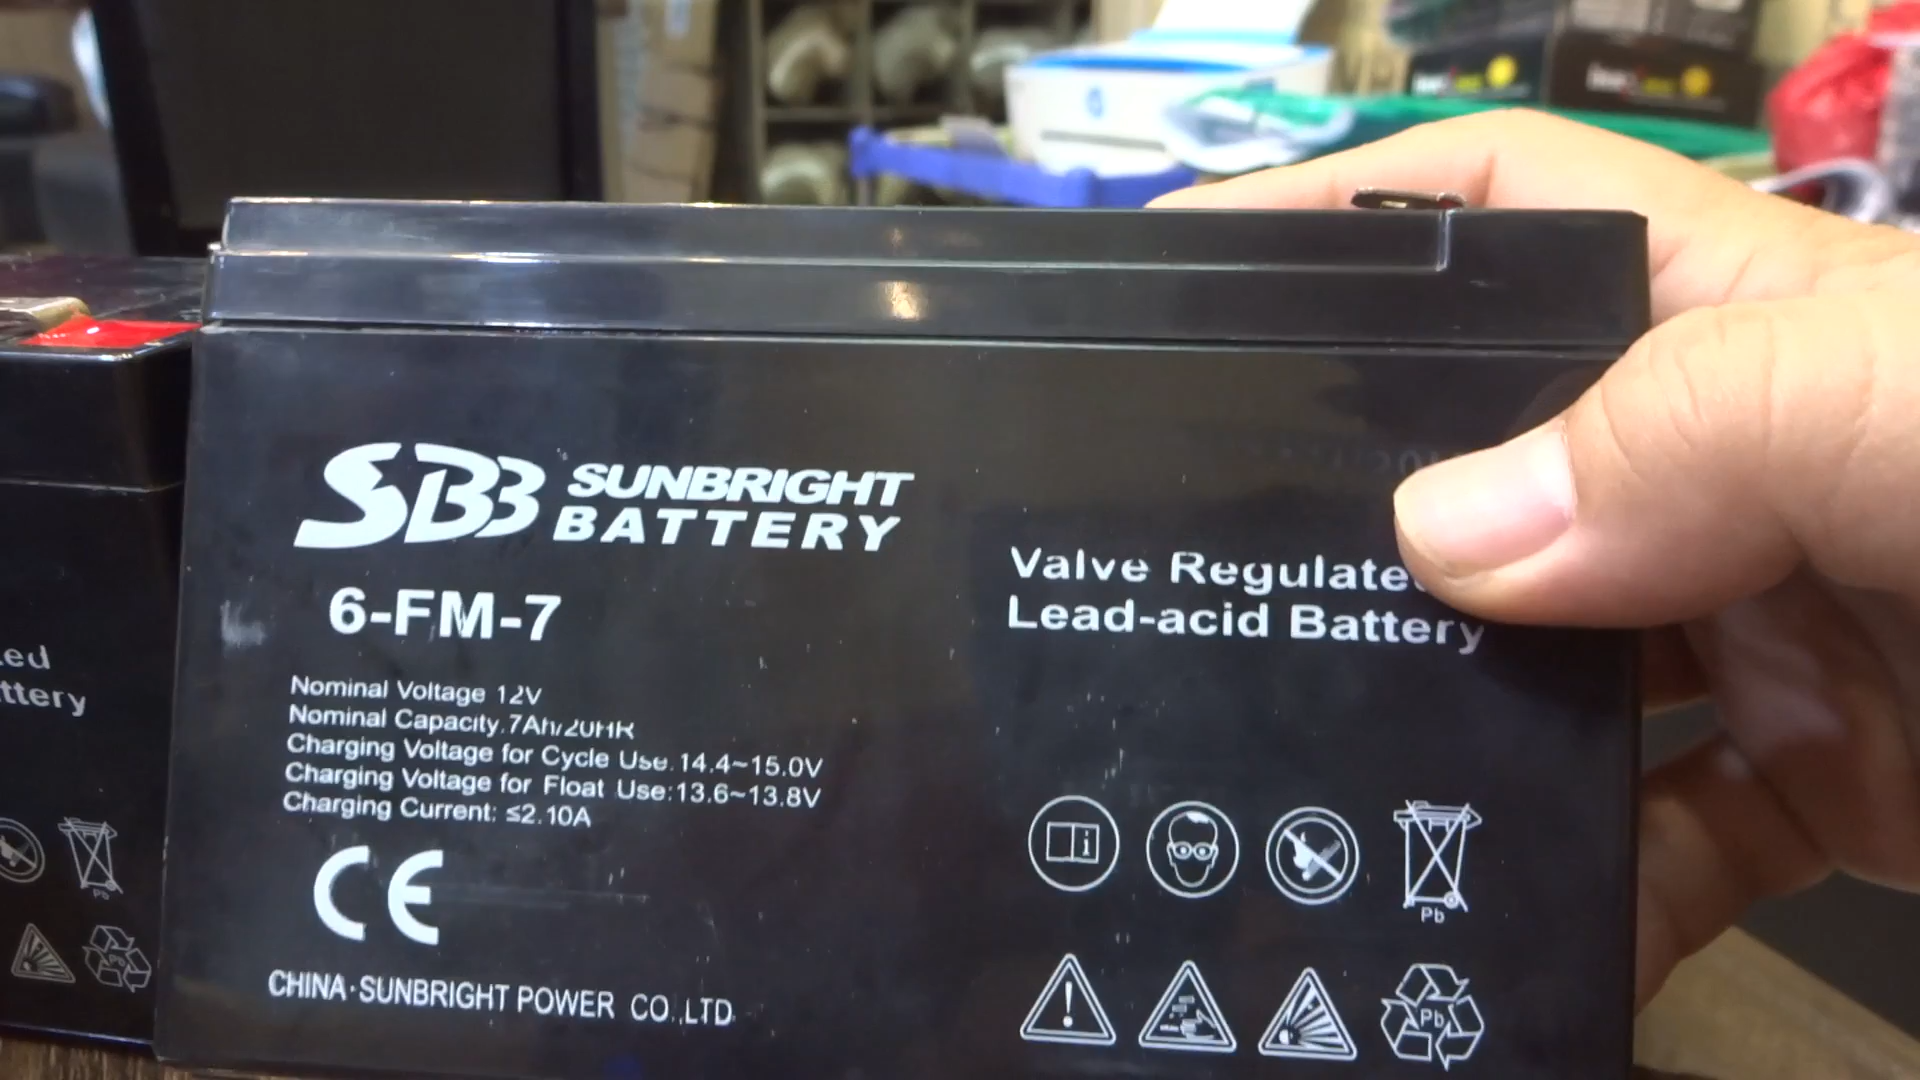 SBB SUNBRIGHT
BATTERY
6-FM-7
Nominal Voltage 12V
Nominal Capacity.7Ah/20HR
Charging Voltage for Cycle Use.14.4~15.0V
Charging Voltage for Float Use:13.6~13.8V
Charging Current: ≤2.10A
CE
CHINA·SUNBRIGHT POWER CO.,LTD
Valve Regulate
Lead-acid Battery
i
Pb
!
Pb
ttery
Pb